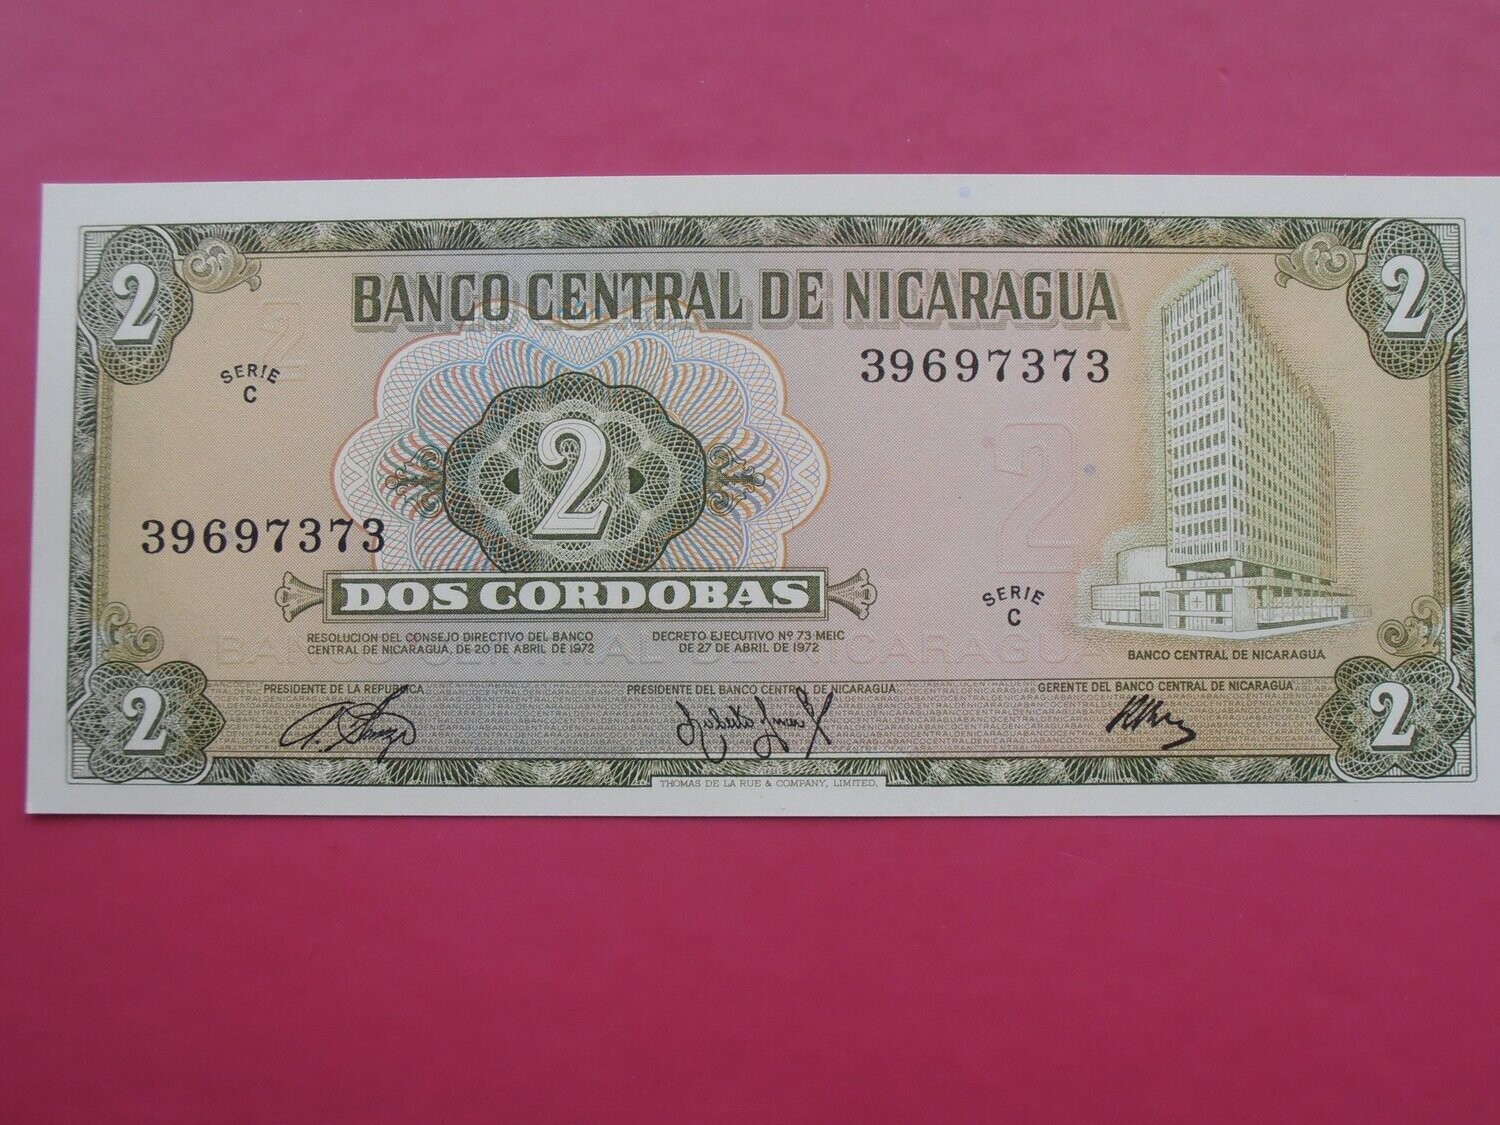 2
2
2
BANCO CENTRAL DE NICARAGUA
SERIE
C
39697373
2
2
39697373
DOS CORDOBAS
SERIE
C
RESOLUCION DEL CONSEJO DIRECTIVO DEL BANCO
CENTRAL DE NICARAGUA, DE 20 DE ABRIL DE 1972
DECRETO EJECUTIVO Nº 73 MEIC
DE 27 DE ABRIL DE 1972
BANCO CENTRAL DE NICARAGUA
BANCO CENTRAL DE NICARAGUA
PRESIDENTE DE LA REPUBLICA
PRESIDENTE DEL BANCO CENTRAL DE NICARAGUA
GERENTE DEL BANCO CENTRAL DE NICARAGUA
2
2
THOMAS DE LA RUE & COMPANY, LIMITED.